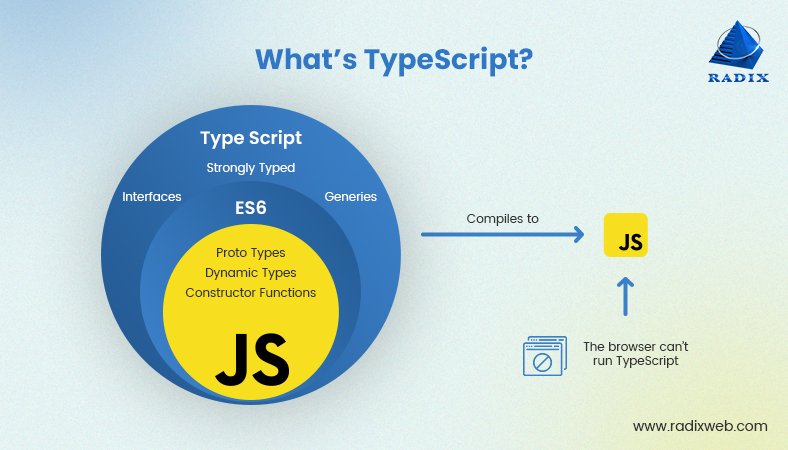 What's TypeScript?
RADIX
Type Script
Strongly Typed
Interfaces
Generies
ES6
Proto Types
Dynamic Types
Constructor Functions
JS
Compiles to
JS
The browser can't
run TypeScript
www.radixweb.com